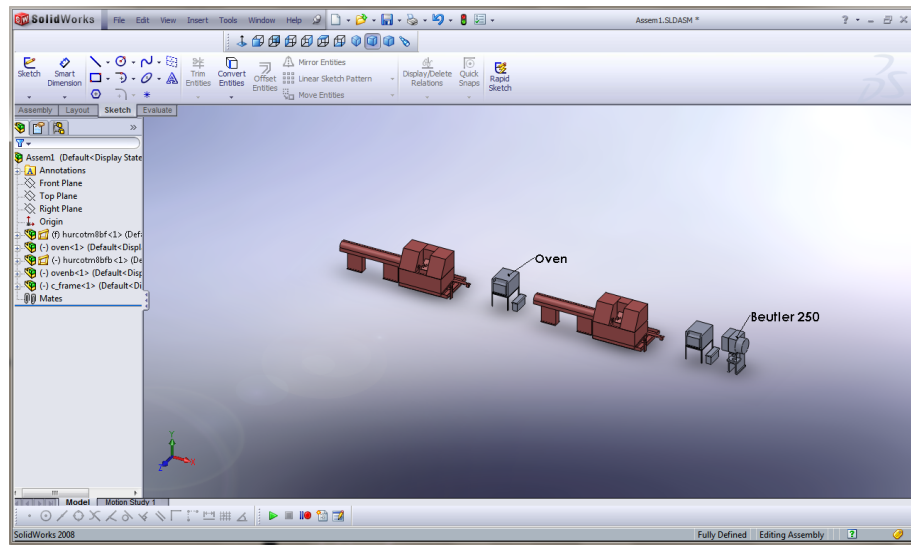 SolidWorks File Edit View Insert Tools Window Help Assem1.SLDASM *
Sketch Smart Dimension Trim Entities Convert Entities Offset Entities Mirror Entities Linear Sketch Pattern Move Entities Display/Delete Relations Quick Snaps Rapid Sketch
Assembly Layout Sketch Evaluate
Assem1 (Default<Display State
Annotations
Front Plane
Top Plane
Right Plane
Origin
(f) hurcotm8bf<1> (Def
(-) oven<1> (Default<Displ
(-) hurcotm8bfb<1> (De
(-) ovenb<1> (Default<Disp
(-) c_frame<1> (Default<Di
Mates
Oven
Beutler 250
Y
X
Z
Model Motion Study 1
SolidWorks 2008 Fully Defined Editing Assembly